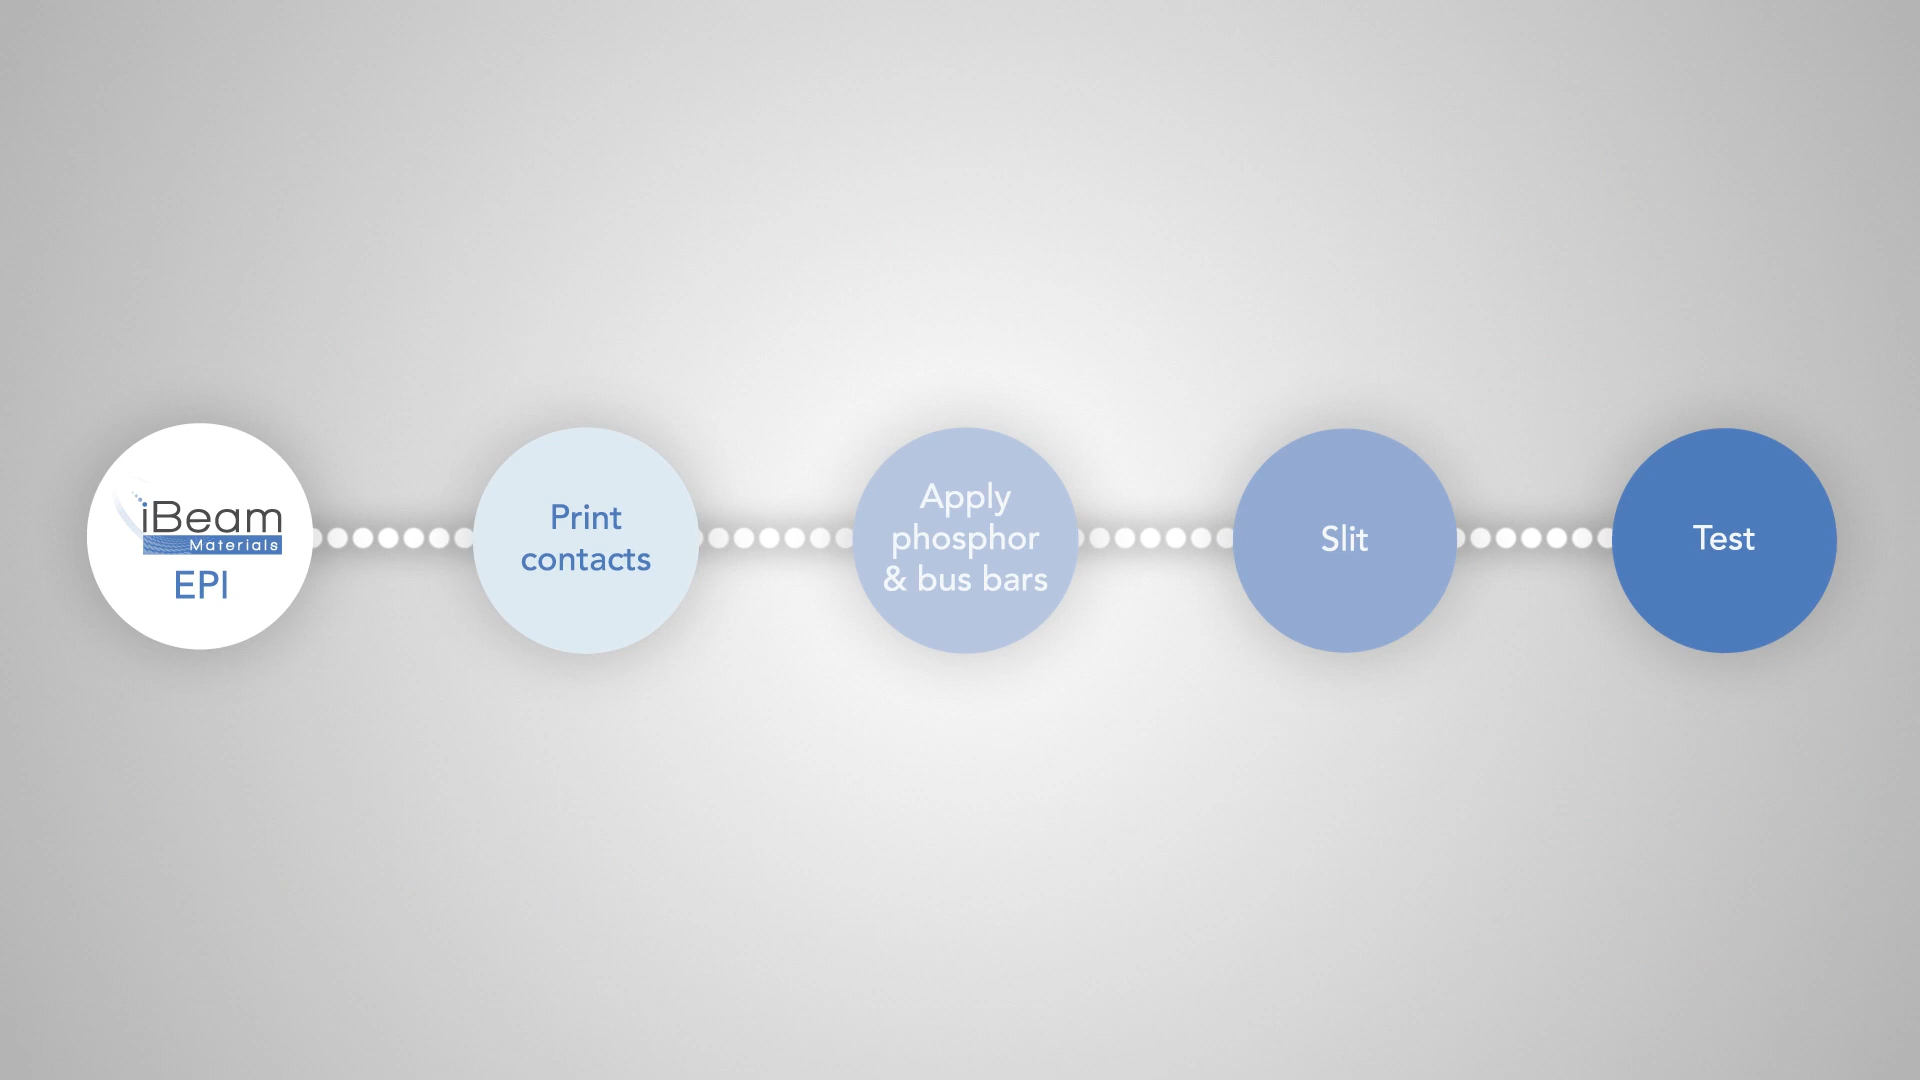 iBeam
Materials
EPI
Print
contacts
Apply
phosphor
& bus bars
Slit
Test